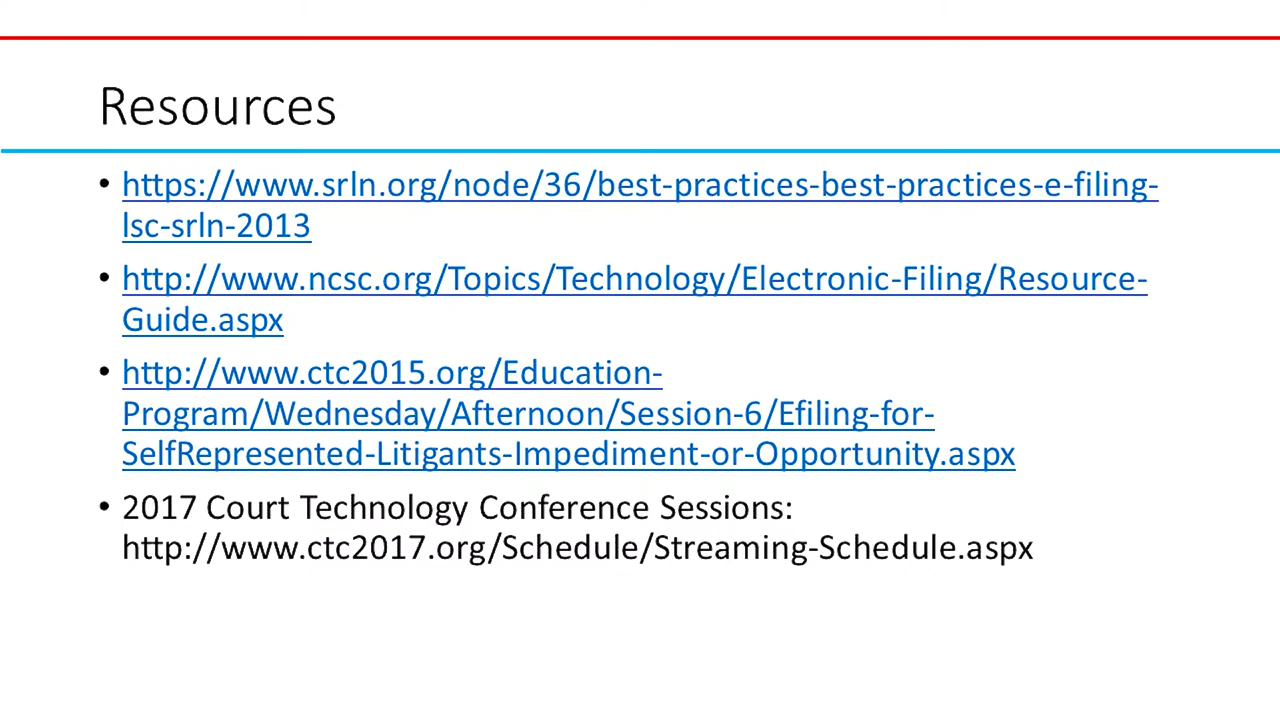 Resources
• https://www.srln.org/node/36/best-practices-best-practices-e-filing-
lsc-srln-2013
• http://www.ncsc.org/Topics/Technology/Electronic-Filing/Resource-
Guide.aspx
• http://www.ctc2015.org/Education-
Program/Wednesday/Afternoon/Session-6/Efiling-for-
SelfRepresented-Litigants-Impediment-or-Opportunity.aspx
• 2017 Court Technology Conference Sessions:
http://www.ctc2017.org/Schedule/Streaming-Schedule.aspx